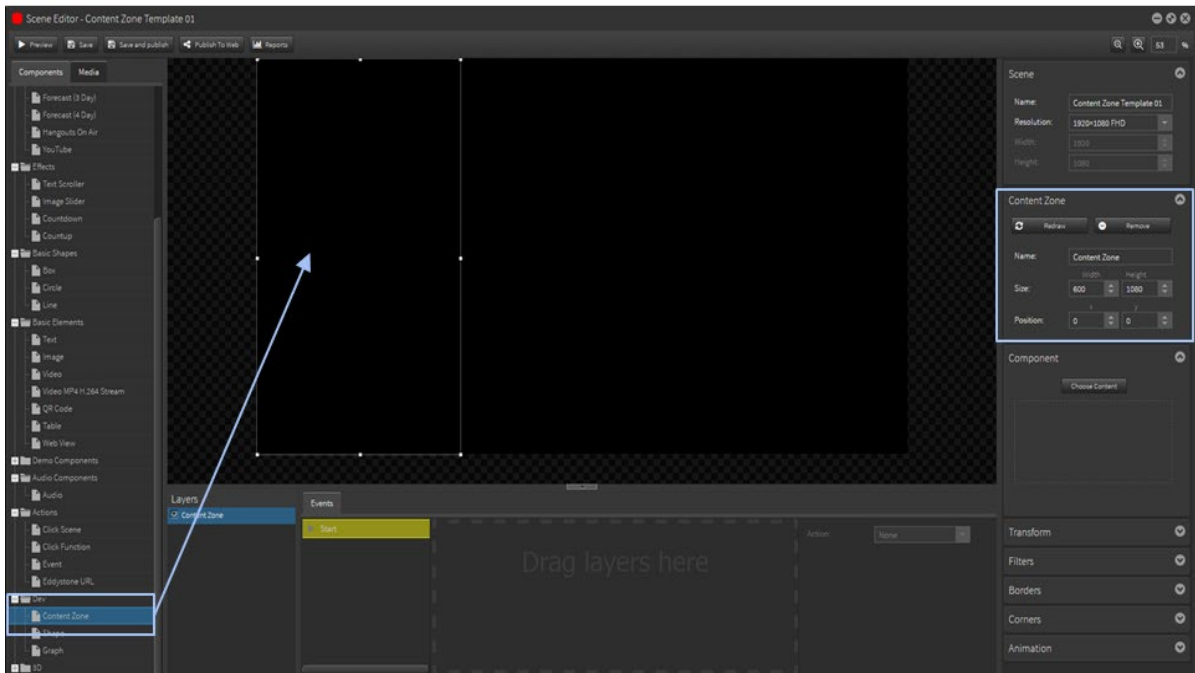 Scene Editor - Content Zone Template 01
Preview Save Save and publish Publish To Web Reports 53 %
Components Media
Forecast (3 Day)
Forecast (4 Day)
Hangouts On Air
YouTube
Effects
Text Scroller
Image Slider
Countdown
Countup
Basic Shapes
Box
Circle
Line
Basic Elements
Text
Image
Video
Video MP4 H.264 Stream
QR Code
Table
Web View
Demo Components
Audio Components
Audio
Actions
Click Scene
Click Function
Event
Eddystone URL
Dev
Content Zone
Shape
Graph
3D
Layers
Content Zone
Events
Start
Drag layers here
Action: None
Scene
Name: Content Zone Template 01
Resolution: 1920×1080 FHD
Width: 1920
Height: 1080
Content Zone
Redraw Remove
Name: Content Zone
Width Height
Size: 600 1080
x y
Position: 0 0
Component
Choose Content
Transform
Filters
Borders
Corners
Animation